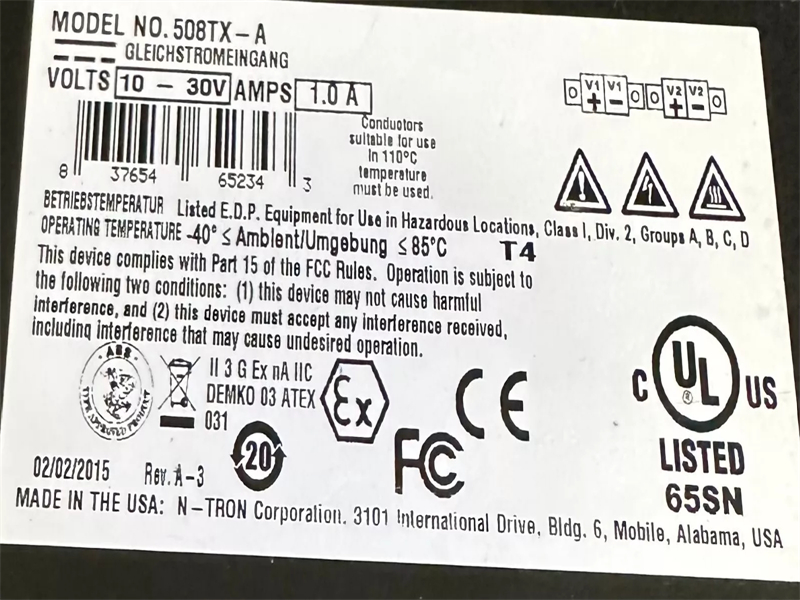 MODEL NO. 508TX-A
GLEICHSTROMEINGANG
VOLTS 10 - 30V AMPS 1.0 A
V1 V1 V2 V2
+ - + -
8 37654 65234 3
Conductors
suitable for use
in 110°C
temperature
must be used.
BETRIEBSTEMPERATUR Listed E.D.P. Equipment for Use in Hazardous Locations, Class I, Div. 2, Groups A, B, C, D
OPERATING TEMPERATURE -40° ≤ Ambient/Umgebung ≤ 85°C T4
This device complies with Part 15 of the FCC Rules. Operation is subject to
the following two conditions: (1) this device may not cause harmful
interference, and (2) this device must accept any interference received,
including interference that may cause undesired operation.
ABS
TYPE APPROVED PRODUCT
II 3 G Ex nA IIC
DEMKO 03 ATEX
031
Ex
CE
20
FC
C UL ® US
LISTED
65SN
02/02/2015 Rev. A-3
MADE IN THE USA: N-TRON Corporation. 3101 International Drive, Bldg. 6, Mobile, Alabama, USA